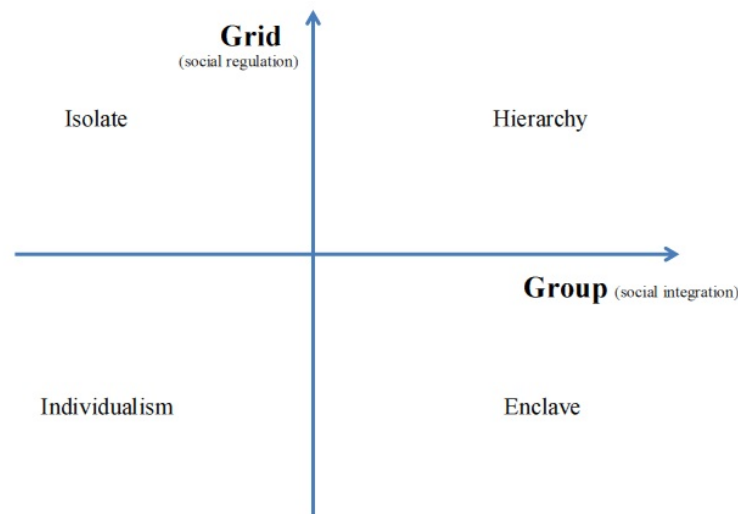 Grid
(social regulation)
Isolate
Hierarchy
Group (social integration)
Individualism
Enclave